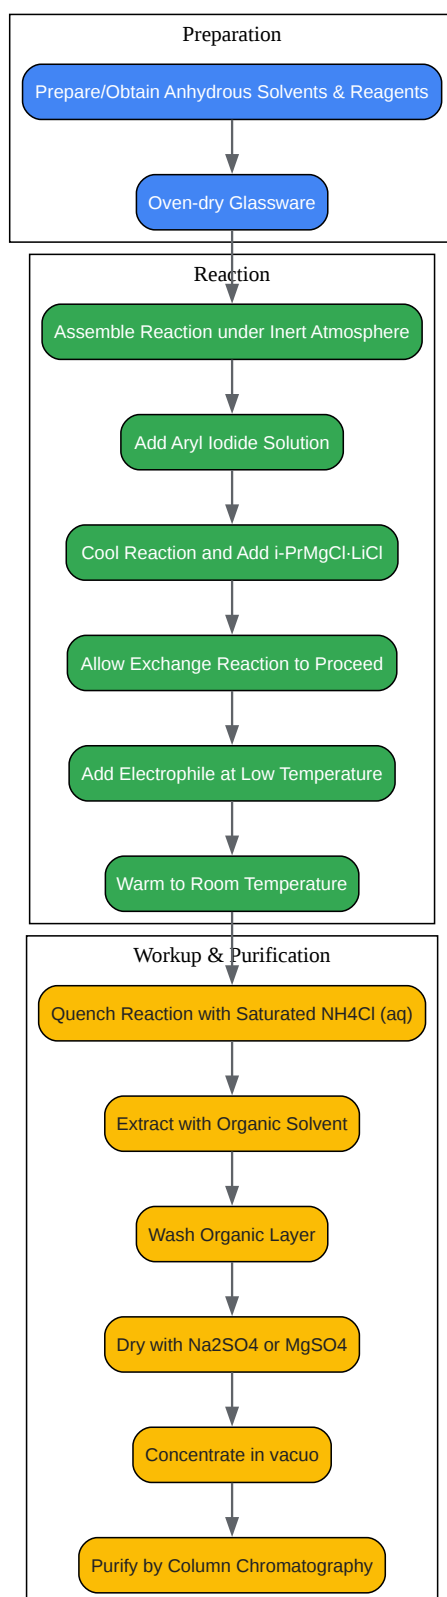 Preparation
Prepare/Obtain Anhydrous Solvents & Reagents
Oven-dry Glassware
Reaction
Assemble Reaction under Inert Atmosphere
Add Aryl Iodide Solution
Cool Reaction and Add i-PrMgCl·LiCl
Allow Exchange Reaction to Proceed
Add Electrophile at Low Temperature
Warm to Room Temperature
Workup & Purification
Quench Reaction with Saturated NH4Cl (aq)
Extract with Organic Solvent
Wash Organic Layer
Dry with Na2SO4 or MgSO4
Concentrate in vacuo
Purify by Column Chromatography